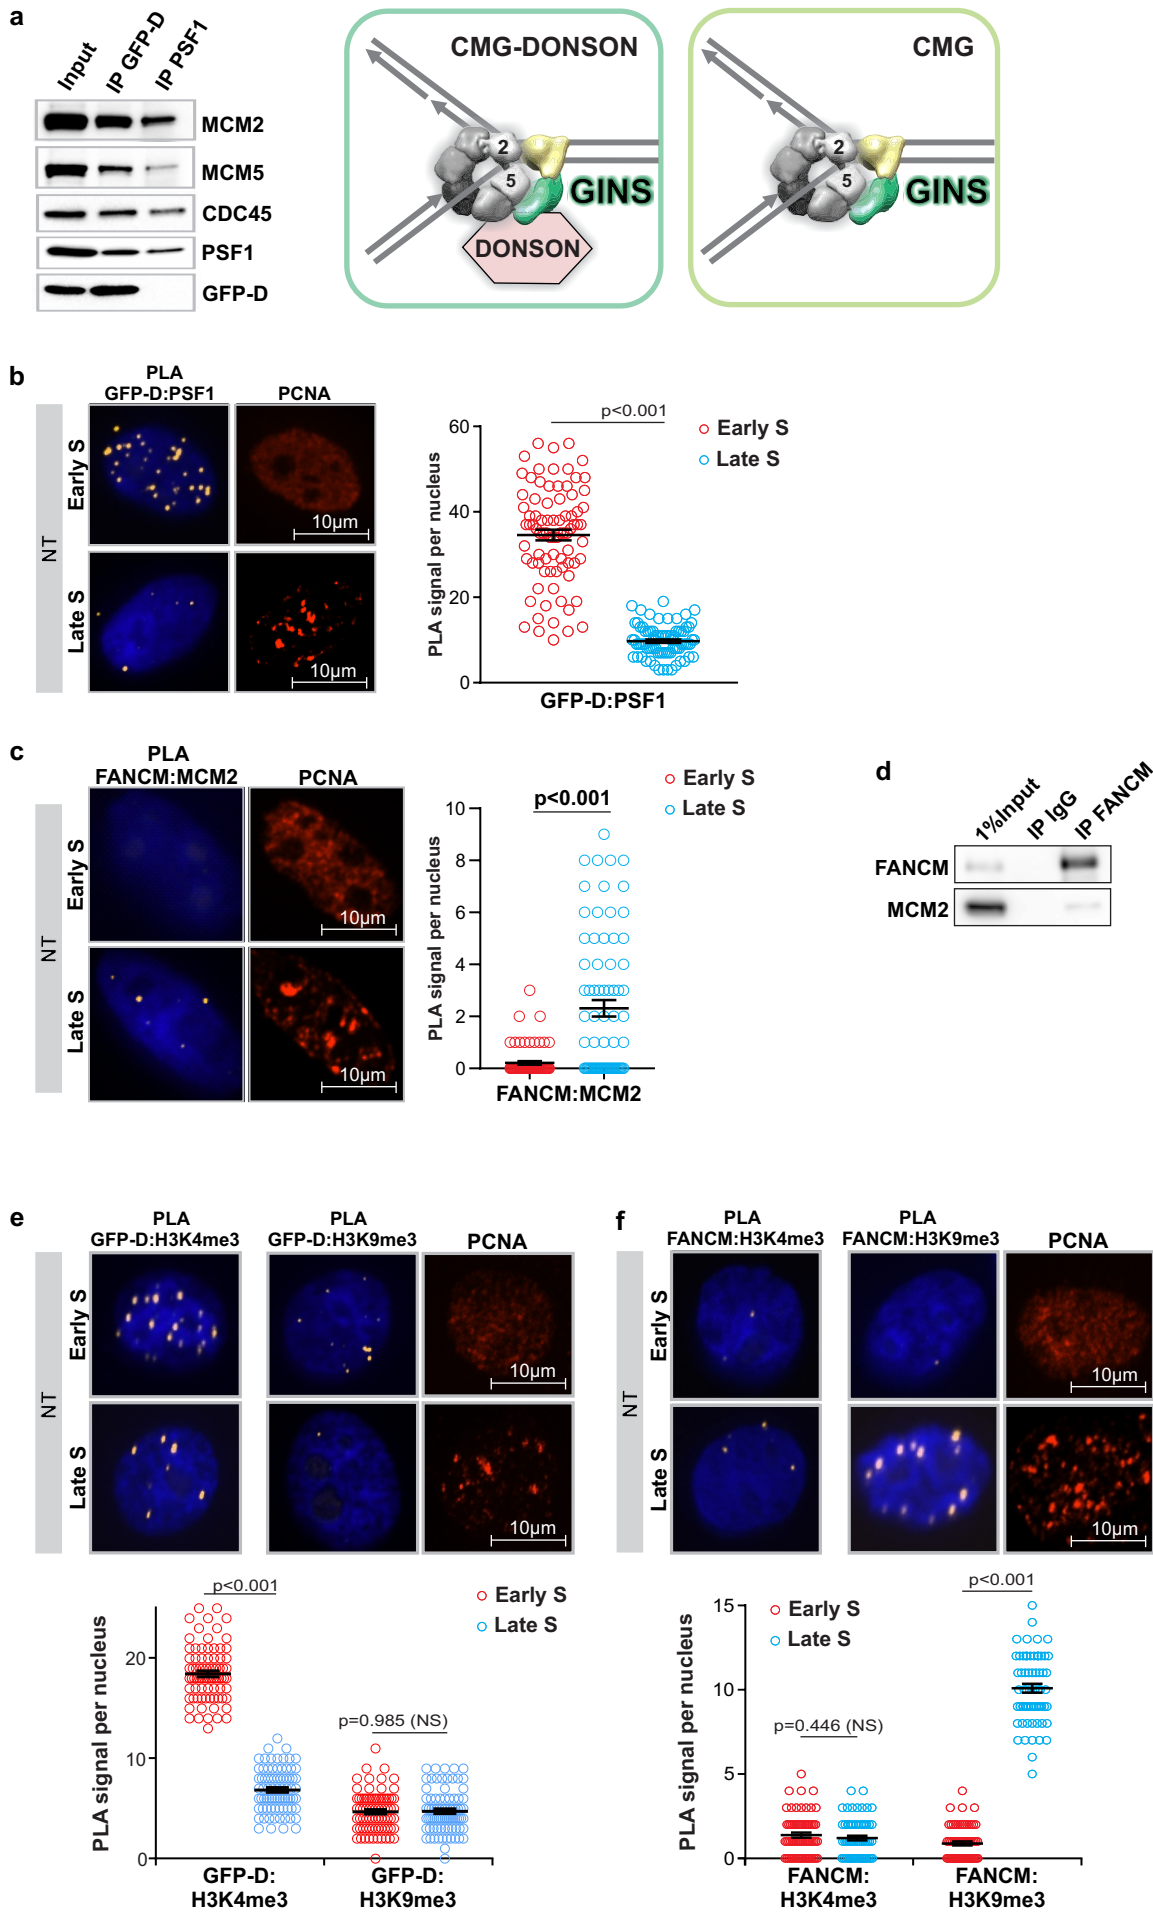 a
Input
IP GFP-D
IP PSF1
MCM2
MCM5
CDC45
PSF1
GFP-D
CMG-DONSON
2
5
GINS
DONSON
CMG
2
5
GINS
b
PLA
GFP-D:PSF1
PCNA
NT
Early S
10µm
Late S
10µm
p<0.001
Early S
Late S
PLA signal per nucleus
60
40
20
0
GFP-D:PSF1
c
PLA
FANCM:MCM2
PCNA
NT
Early S
10µm
Late S
10µm
p<0.001
Early S
Late S
PLA signal per nucleus
10
8
6
4
2
0
FANCM:MCM2
d
1%Input
IP IgG
IP FANCM
FANCM
MCM2
e
PLA
GFP-D:H3K4me3
PLA
GFP-D:H3K9me3
PCNA
NT
Early S
10µm
Late S
10µm
p<0.001
Early S
Late S
p=0.985 (NS)
PLA signal per nucleus
20
10
0
GFP-D:
H3K4me3
GFP-D:
H3K9me3
f
PLA
FANCM:H3K4me3
PLA
FANCM:H3K9me3
PCNA
NT
Early S
10µm
Late S
10µm
p<0.001
Early S
Late S
p=0.446 (NS)
PLA signal per nucleus
15
10
5
0
FANCM:
H3K4me3
FANCM:
H3K9me3